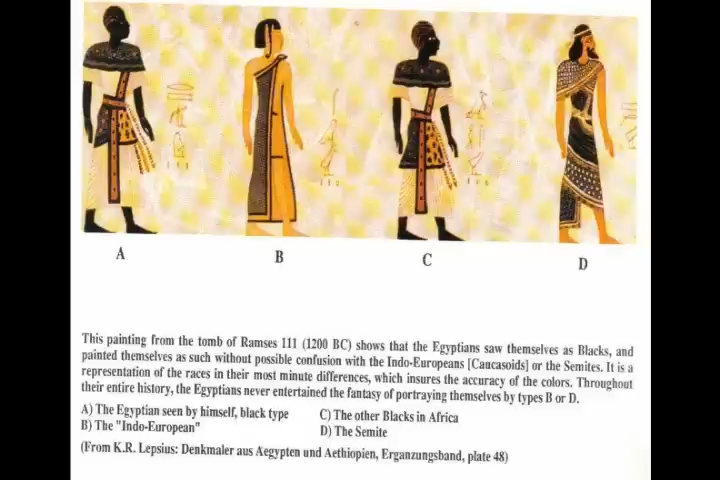 A B C D
This painting from the tomb of Ramses 111 (1200 BC) shows that the Egyptians saw themselves as Blacks, and
painted themselves as such without possible confusion with the Indo-Europeans [Caucasoids] or the Semites. It is a
representation of the races in their most minute differences, which insures the accuracy of the colors. Throughout
their entire history, the Egyptians never entertained the fantasy of portraying themselves by types B or D.
A) The Egyptian seen by himself, black type C) The other Blacks in Africa
B) The "Indo-European" D) The Semite
(From K.R. Lepsius: Denkmaler aus Aegypten und Aethiopien, Erganzungsband, plate 48)